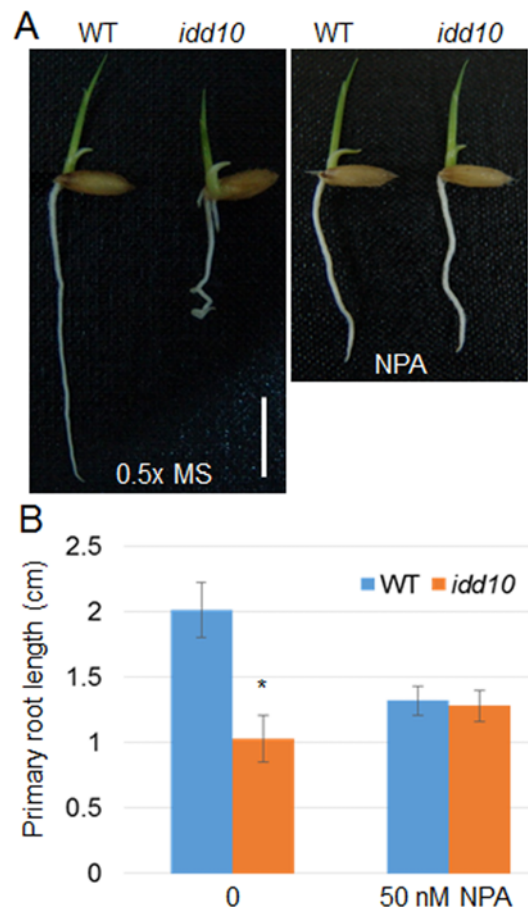 A
WT idd10 WT idd10
0.5x MS
NPA
B
Primary root length (cm)
2.5
2
1.5
1
0.5
0
WT idd10
*
0 50 nM NPA